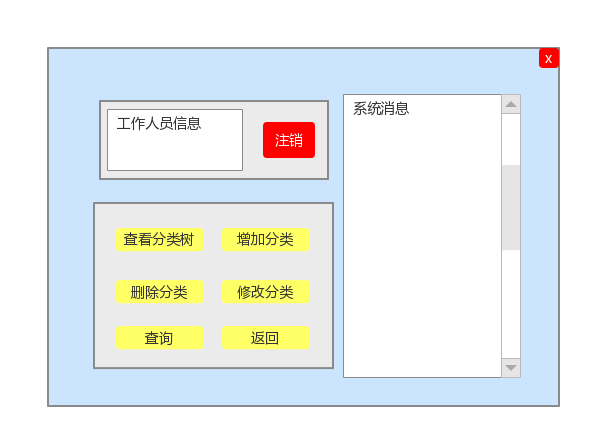 x
工作人员信息
注销
系统消息
查看分类树
增加分类
删除分类
修改分类
查询
返回